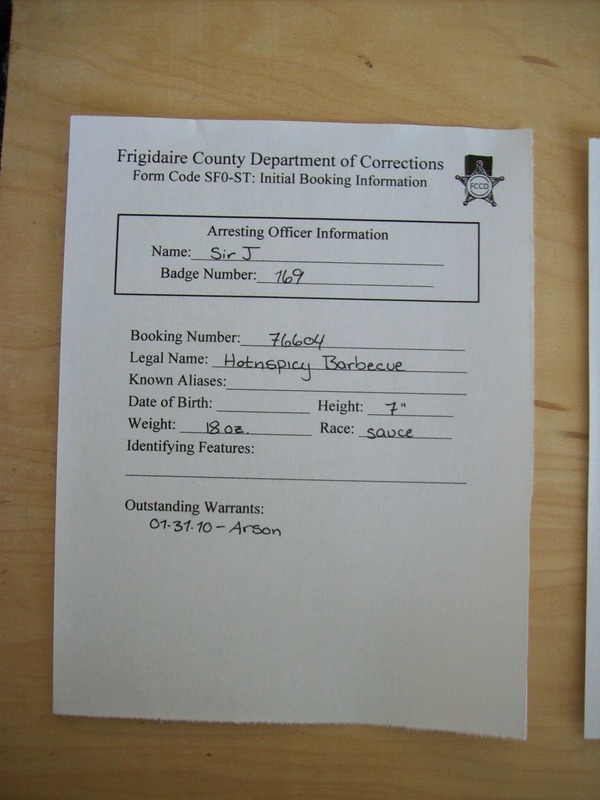 Frigidaire County Department of Corrections
Form Code SF0-ST: Initial Booking Information
FCCD
Arresting Officer Information
Name: Sir J
Badge Number: 169
Booking Number: 76604
Legal Name: Hotnspicy Barbecue
Known Aliases:
Date of Birth: Height: 7"
Weight: 18 oz. Race: sauce
Identifying Features:
Outstanding Warrants:
01.31.10 - Arson